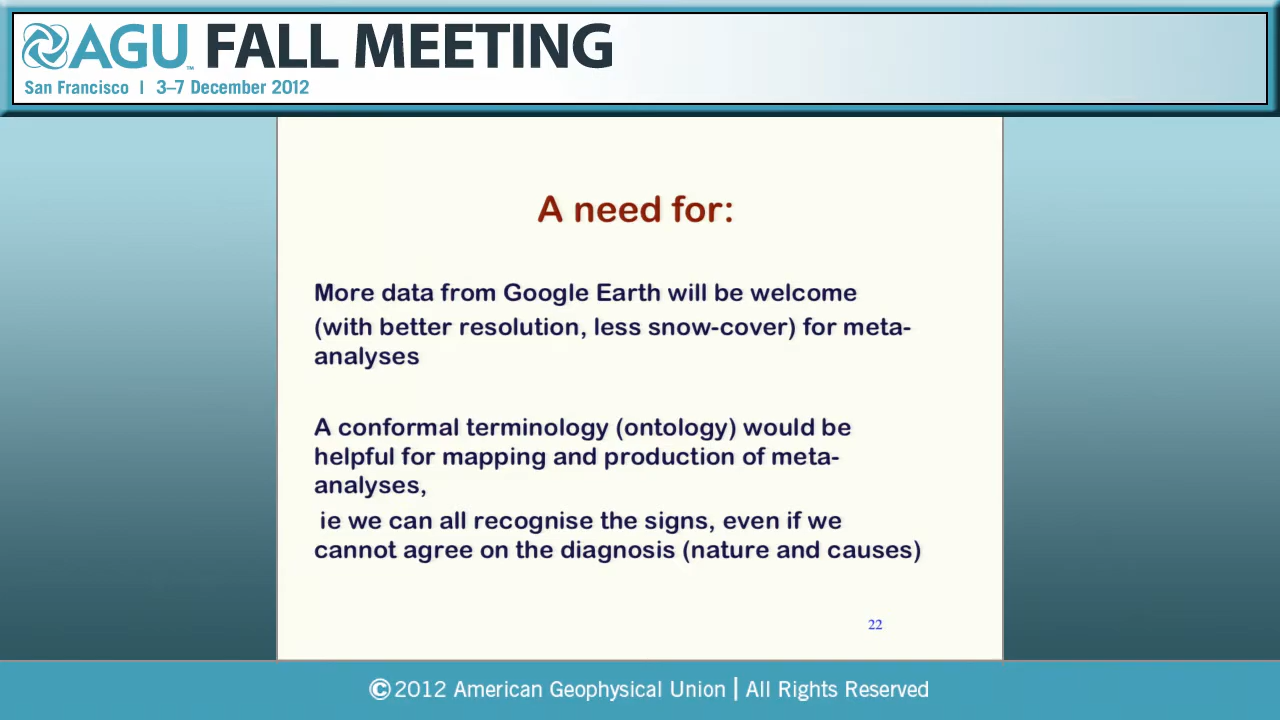 AGU™ FALL MEETING
San Francisco | 3–7 December 2012
A need for:
More data from Google Earth will be welcome
(with better resolution, less snow-cover) for meta-
analyses
A conformal terminology (ontology) would be
helpful for mapping and production of meta-
analyses,
ie we can all recognise the signs, even if we
cannot agree on the diagnosis (nature and causes)
22
©2012 American Geophysical Union | All Rights Reserved